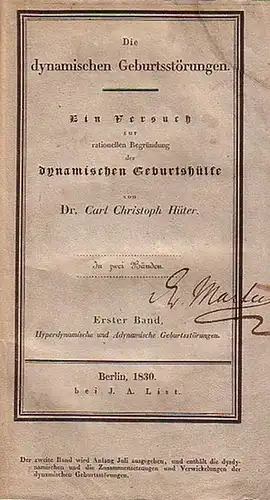 Die
dynamischen Geburtsstörungen.
Ein Versuch
zur
rationellen Begründung
der
dynamischen Geburtshülfe
von
Dr. Carl Christoph Hüter.
In zwei Bänden.
Erster Band,
Hyperdynamische und Adynamische Geburtsstörungen.
Berlin, 1830.
bei J. A. List.
Der zweite Band wird Anfang Juli ausgegeben, und enthält die dysdy-
namischen und die Zusammensetzungen und Verwickelungen der
dynamischen Geburtsstörungen.